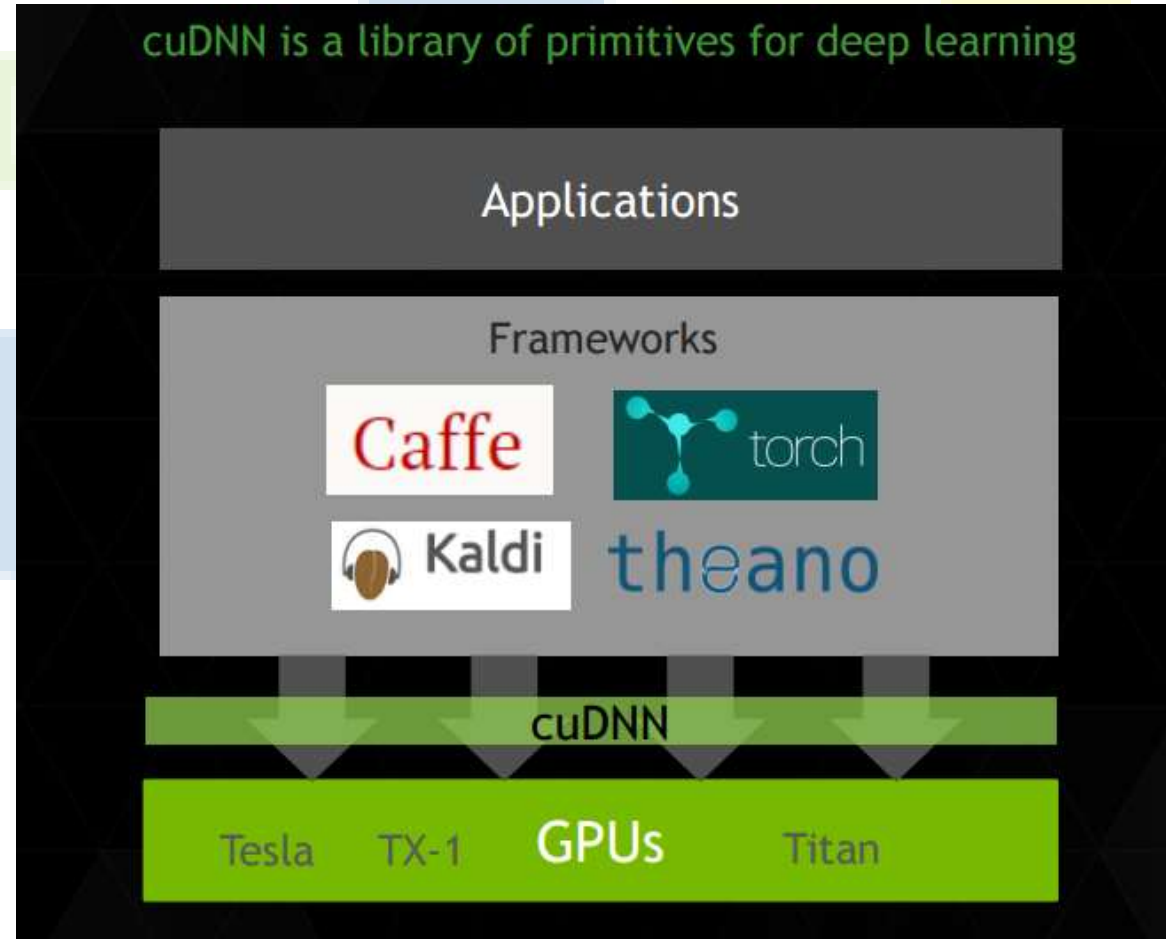 cuDNN is a library of primitives for deep learning
Applications
Frameworks
Caffe
torch
Kaldi
theano
cuDNN
Tesla TX-1 GPUs Titan